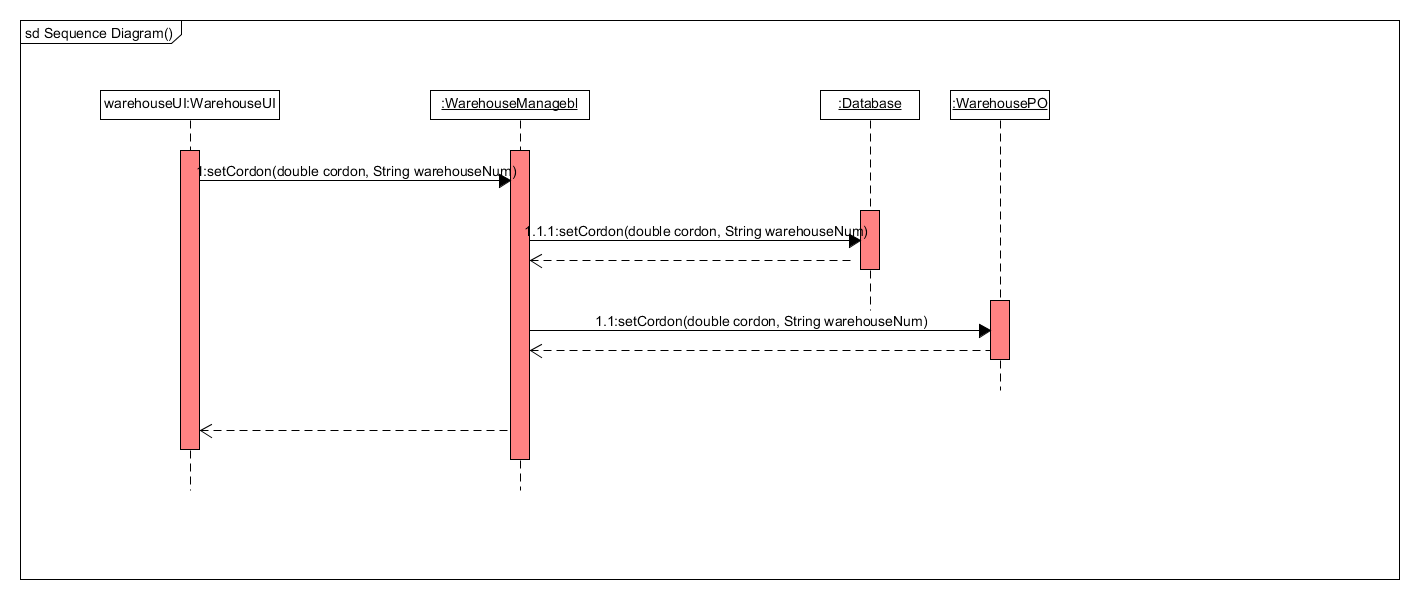 sd Sequence Diagram()
warehouseUI:WarehouseUI
:WarehouseManagebl
:Database
:WarehousePO
1:setCordon(double cordon, String warehouseNum)
1.1.1:setCordon(double cordon, String warehouseNum)
1.1:setCordon(double cordon, String warehouseNum)